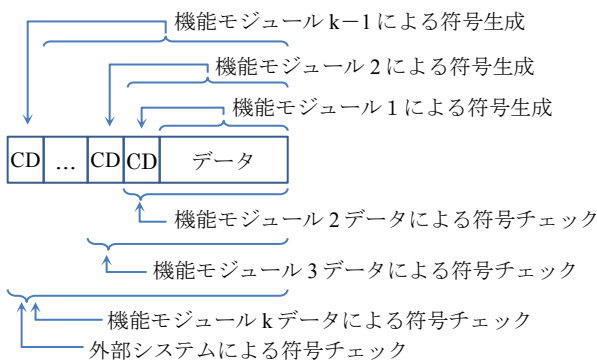 機能モジュール k−1 による符号生成
機能モジュール 2 による符号生成
機能モジュール 1 による符号生成
CD ... CD CD データ
機能モジュール 2 データによる符号チェック
機能モジュール 3 データによる符号チェック
機能モジュール k データによる符号チェック
外部システムによる符号チェック